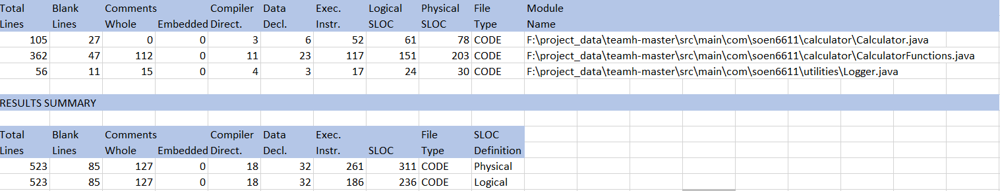 Total Blank Comments Compiler Data Exec. Logical Physical File Module
Lines Lines Whole Embedded Direct. Decl. Instr. SLOC SLOC Type Name
105 27 0 0 3 6 52 61 78 CODE F:\project_data\teamh-master\src\main\com\soen6611\calculator\Calculator.java
362 47 112 0 11 23 117 151 203 CODE F:\project_data\teamh-master\src\main\com\soen6611\calculator\CalculatorFunctions.java
56 11 15 0 4 3 17 24 30 CODE F:\project_data\teamh-master\src\main\com\soen6611\utilities\Logger.java
RESULTS SUMMARY
Total Blank Comments Compiler Data Exec. File SLOC
Lines Lines Whole Embedded Direct. Decl. Instr. SLOC Type Definition
523 85 127 0 18 32 261 311 CODE Physical
523 85 127 0 18 32 186 236 CODE Logical